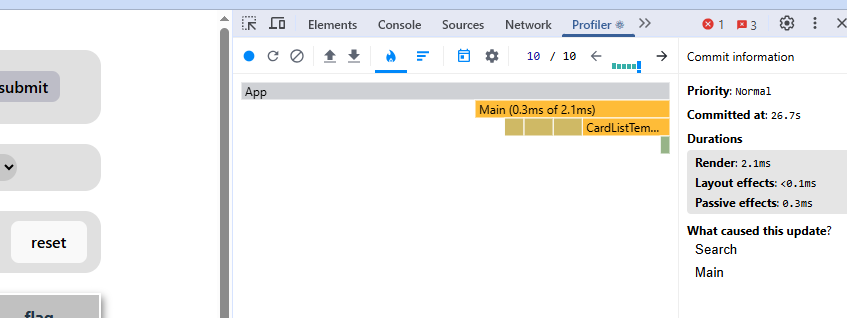 Elements Console Sources Network Profiler 1 3
submit
10 / 10
Commit information
App
Priority: Normal
Main (0.3ms of 2.1ms)
Committed at: 26.7s
CardListTem...
Durations
Render: 2.1ms
Layout effects: <0.1ms
Passive effects: 0.3ms
What caused this update?
reset
Search
Main
flag